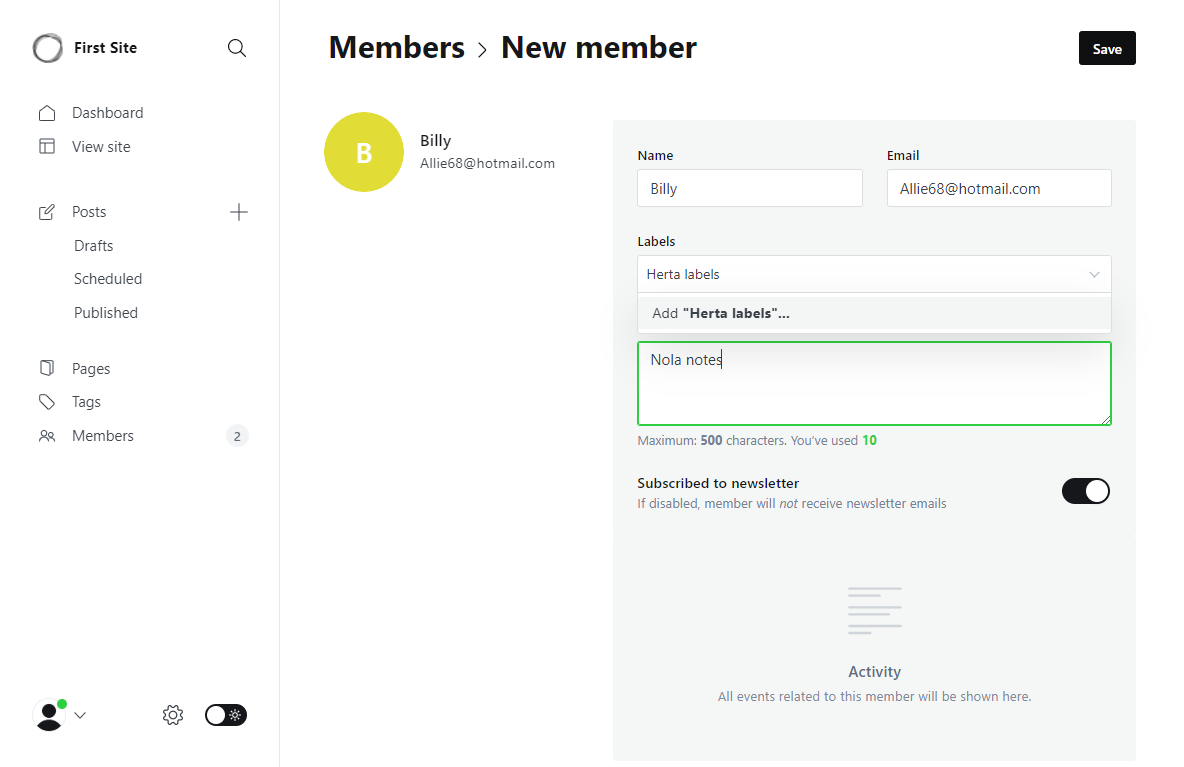 First Site
Dashboard
View site
Posts
Drafts
Scheduled
Published
Pages
Tags
Members 2
Members > New member
Save
B
Billy
Allie68@hotmail.com
Name
Email
Billy
Allie68@hotmail.com
Labels
Herta labels
Add "Herta labels"...
Nola notes
Maximum: 500 characters. You've used 10
Subscribed to newsletter
If disabled, member will not receive newsletter emails
Activity
All events related to this member will be shown here.